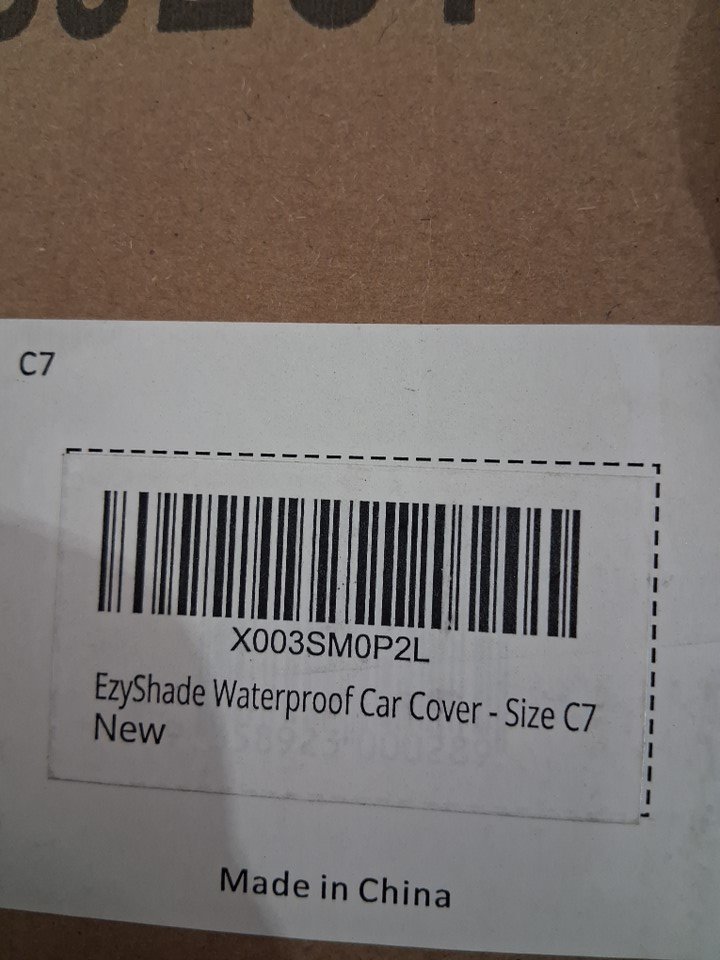 C7
X003SM0P2L
EzyShade Waterproof Car Cover - Size C7
New
Made in China